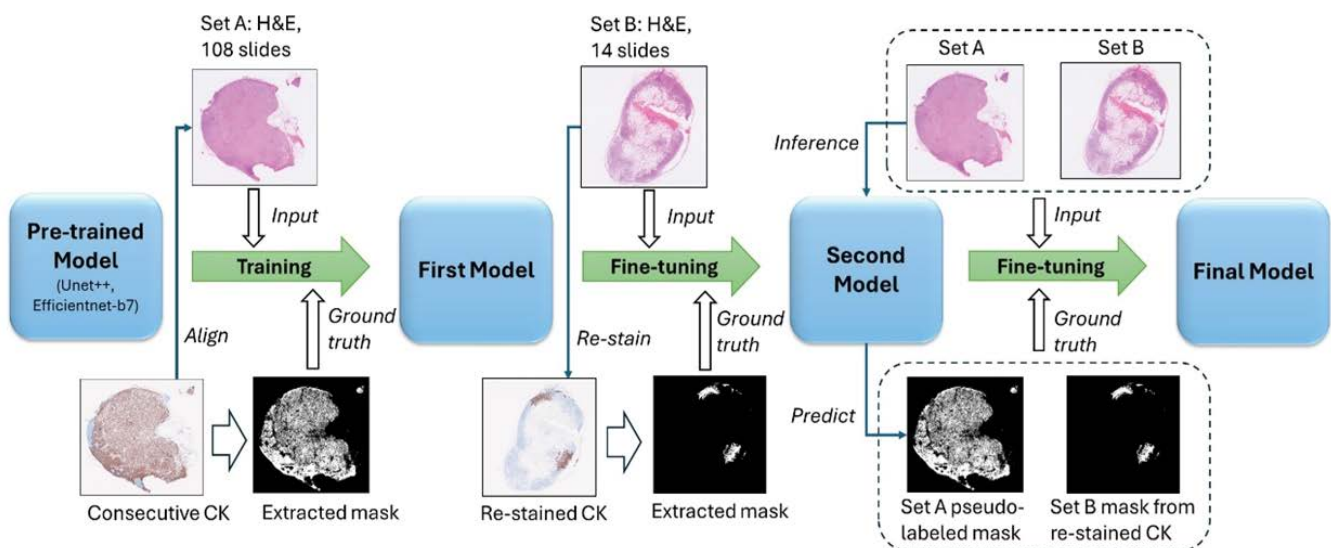 Set A: H&E,
108 slides
Set B: H&E,
14 slides
Set A
Set B
Inference
Input
Input
Input
Pre-trained
Model
(Unet++,
Efficientnet-b7)
Training
First Model
Fine-tuning
Second
Model
Fine-tuning
Final Model
Align
Ground
truth
Re-stain
Ground
truth
Ground
truth
Predict
Consecutive CK
Extracted mask
Re-stained CK
Extracted mask
Set A pseudo-
labeled mask
Set B mask from
re-stained CK